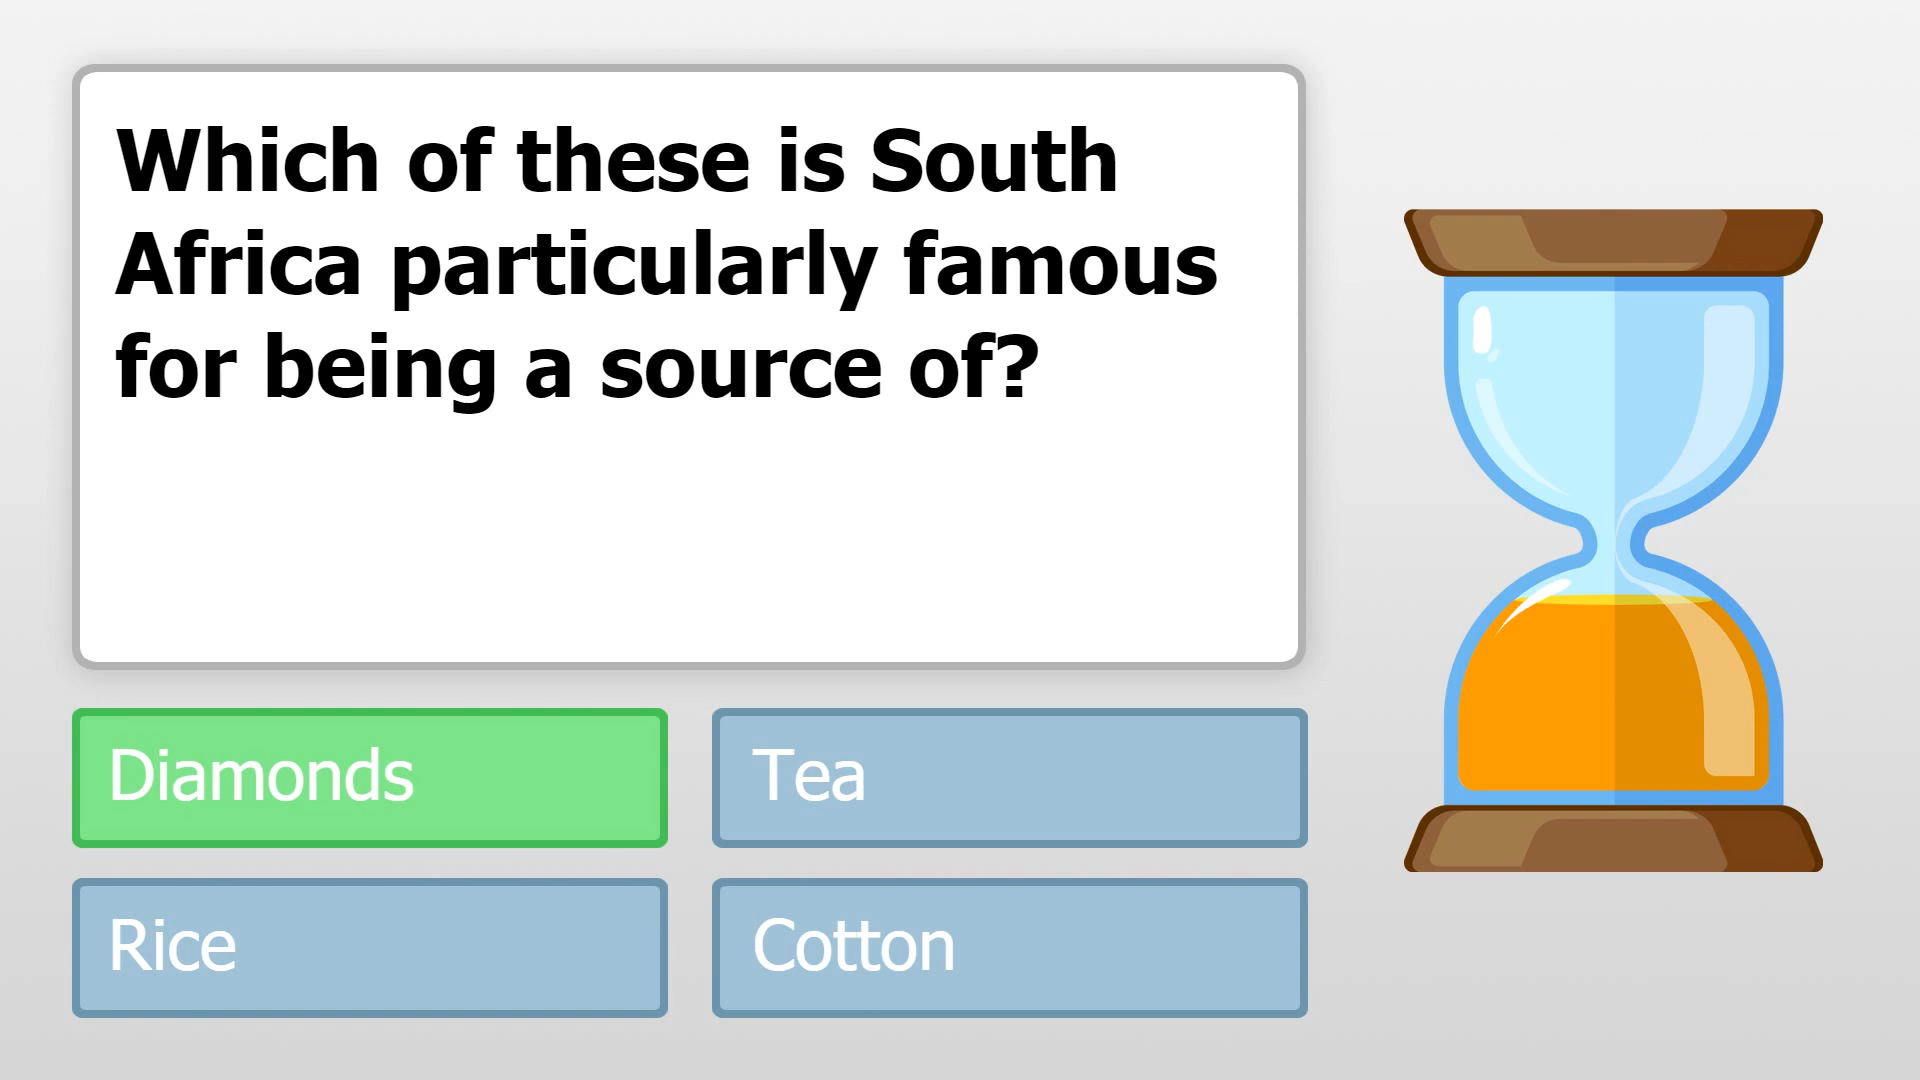 Which of these is South
Africa particularly famous
for being a source of?
Diamonds
Tea
Rice
Cotton